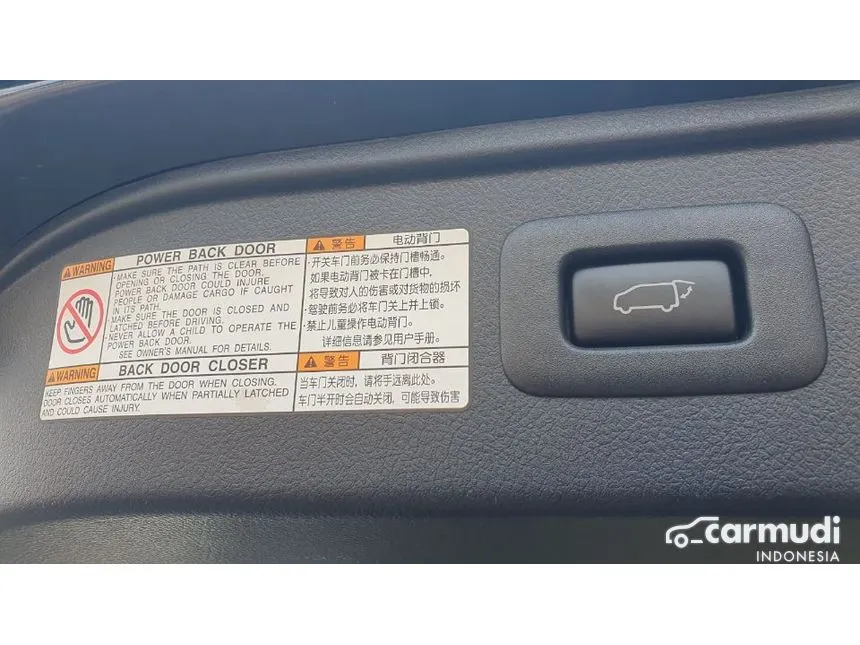 WARNING
POWER BACK DOOR
· MAKE SURE THE PATH IS CLEAR BEFORE
OPENING OR CLOSING THE DOOR.
POWER BACK DOOR COULD INJURE
PEOPLE OR DAMAGE CARGO IF CAUGHT
IN ITS PATH.
· MAKE SURE THE DOOR IS CLOSED AND
LATCHED BEFORE DRIVING.
· NEVER ALLOW A CHILD TO OPERATE THE
POWER BACK DOOR.
SEE OWNER'S MANUAL FOR DETAILS.
警告
电动背门
· 开关车门前务必保持门槽畅通。
如果电动背门被卡在门槽中,
将导致对人的伤害或对货物的损坏
· 驾驶前务必将车门关上并上锁。
· 禁止儿童操作电动背门。
详细信息请参见用户手册.
WARNING
BACK DOOR CLOSER
KEEP FINGERS AWAY FROM THE DOOR WHEN CLOSING.
DOOR CLOSES AUTOMATICALLY WHEN PARTIALLY LATCHED
AND COULD CAUSE INJURY.
警告
背门闭合器
当车门关闭时, 请将手远离此处。
车门半开时会自动关闭, 可能导致伤害
carmudi
INDONESIA